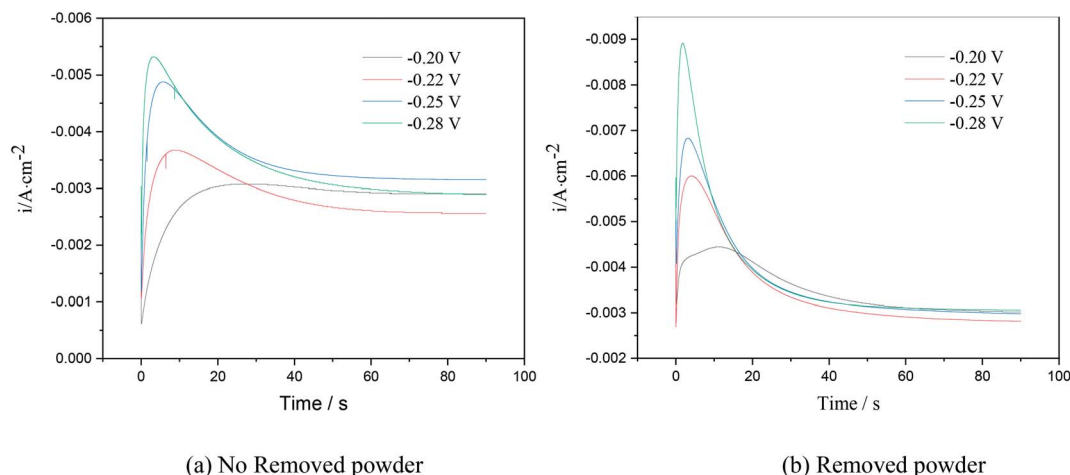 -0.006
-0.005
-0.004
-0.003
-0.002
-0.001
0.000
i/A·cm-2
0 20 40 60 80 100
Time / s
-0.20 V
-0.22 V
-0.25 V
-0.28 V
(a) No Removed powder
-0.009
-0.008
-0.007
-0.006
-0.005
-0.004
-0.003
-0.002
i/A·cm-2
0 20 40 60 80 100
Time / s
-0.20 V
-0.22 V
-0.25 V
-0.28 V
(b) Removed powder